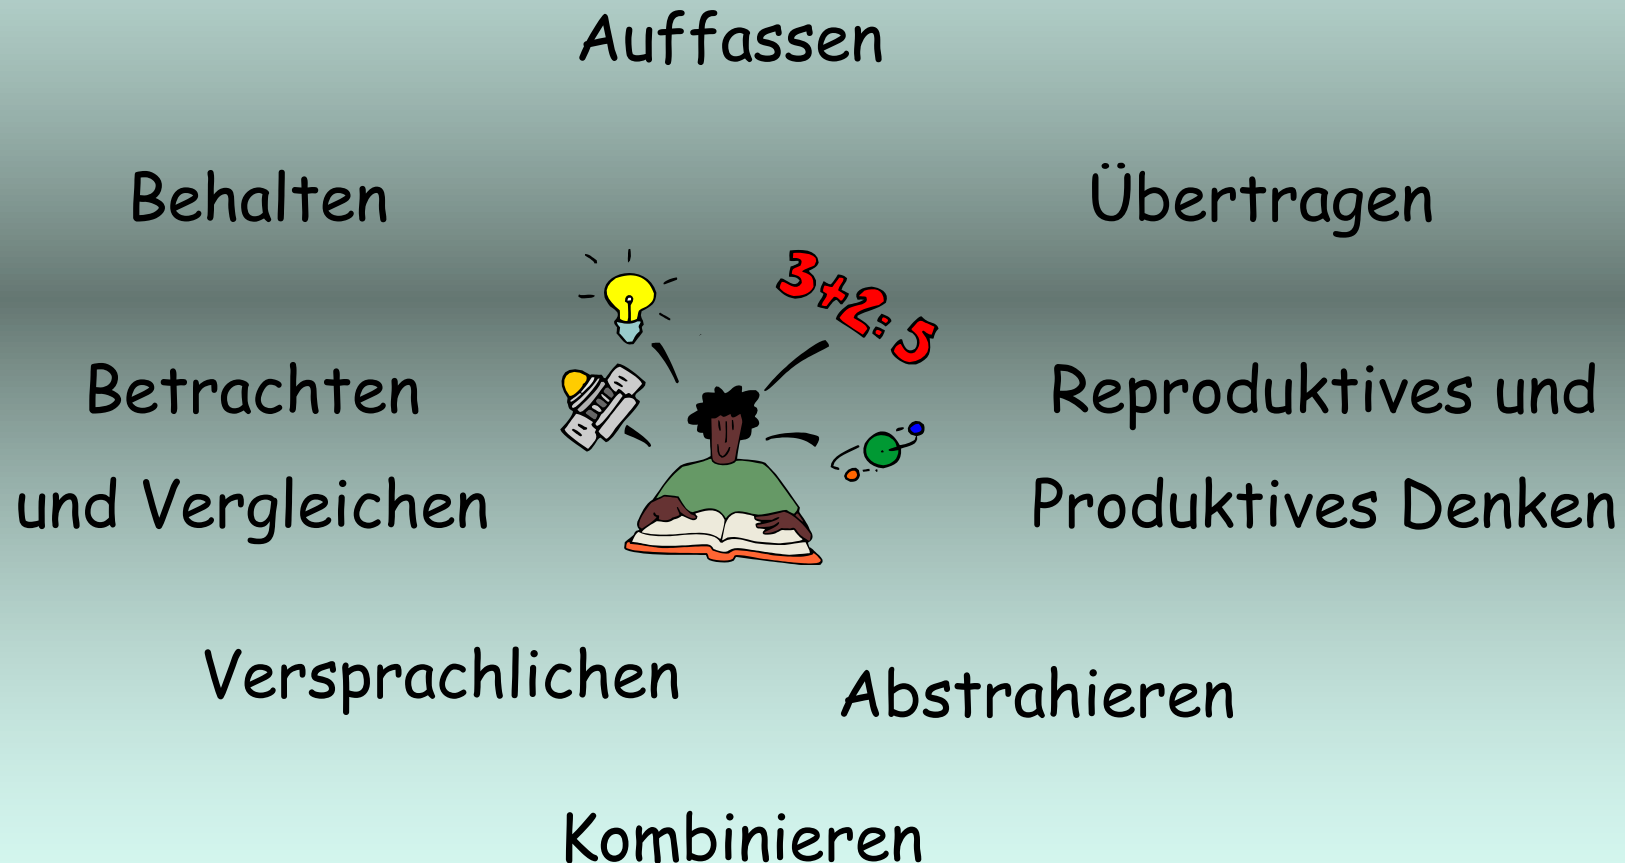 Auffassen
Behalten
Übertragen
3+2=5
Betrachten
und Vergleichen
Reproduktives und
Produktives Denken
Versprachlichen
Abstrahieren
Kombinieren